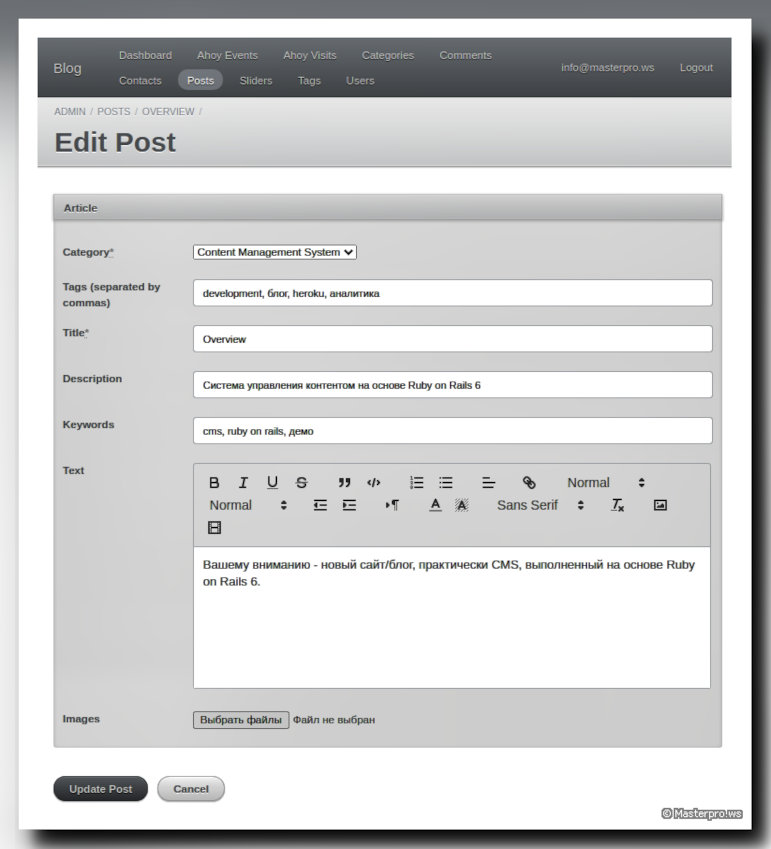 Blog
Dashboard Ahoy Events Ahoy Visits Categories Comments
Contacts Posts Sliders Tags Users
info@masterpro.ws Logout
ADMIN / POSTS / OVERVIEW /
Edit Post
Article
Category*
Content Management System
Tags (separated by
commas)
development, блог, heroku, аналитика
Title*
Overview
Description
Система управления контентом на основе Ruby on Rails 6
Keywords
cms, ruby on rails, демо
Text
Normal
Normal Sans Serif
Вашему вниманию - новый сайт/блог, практически CMS, выполненный на основе Ruby
on Rails 6.
Images
Выбрать файлы Файл не выбран
Update Post Cancel
© Masterpro.ws